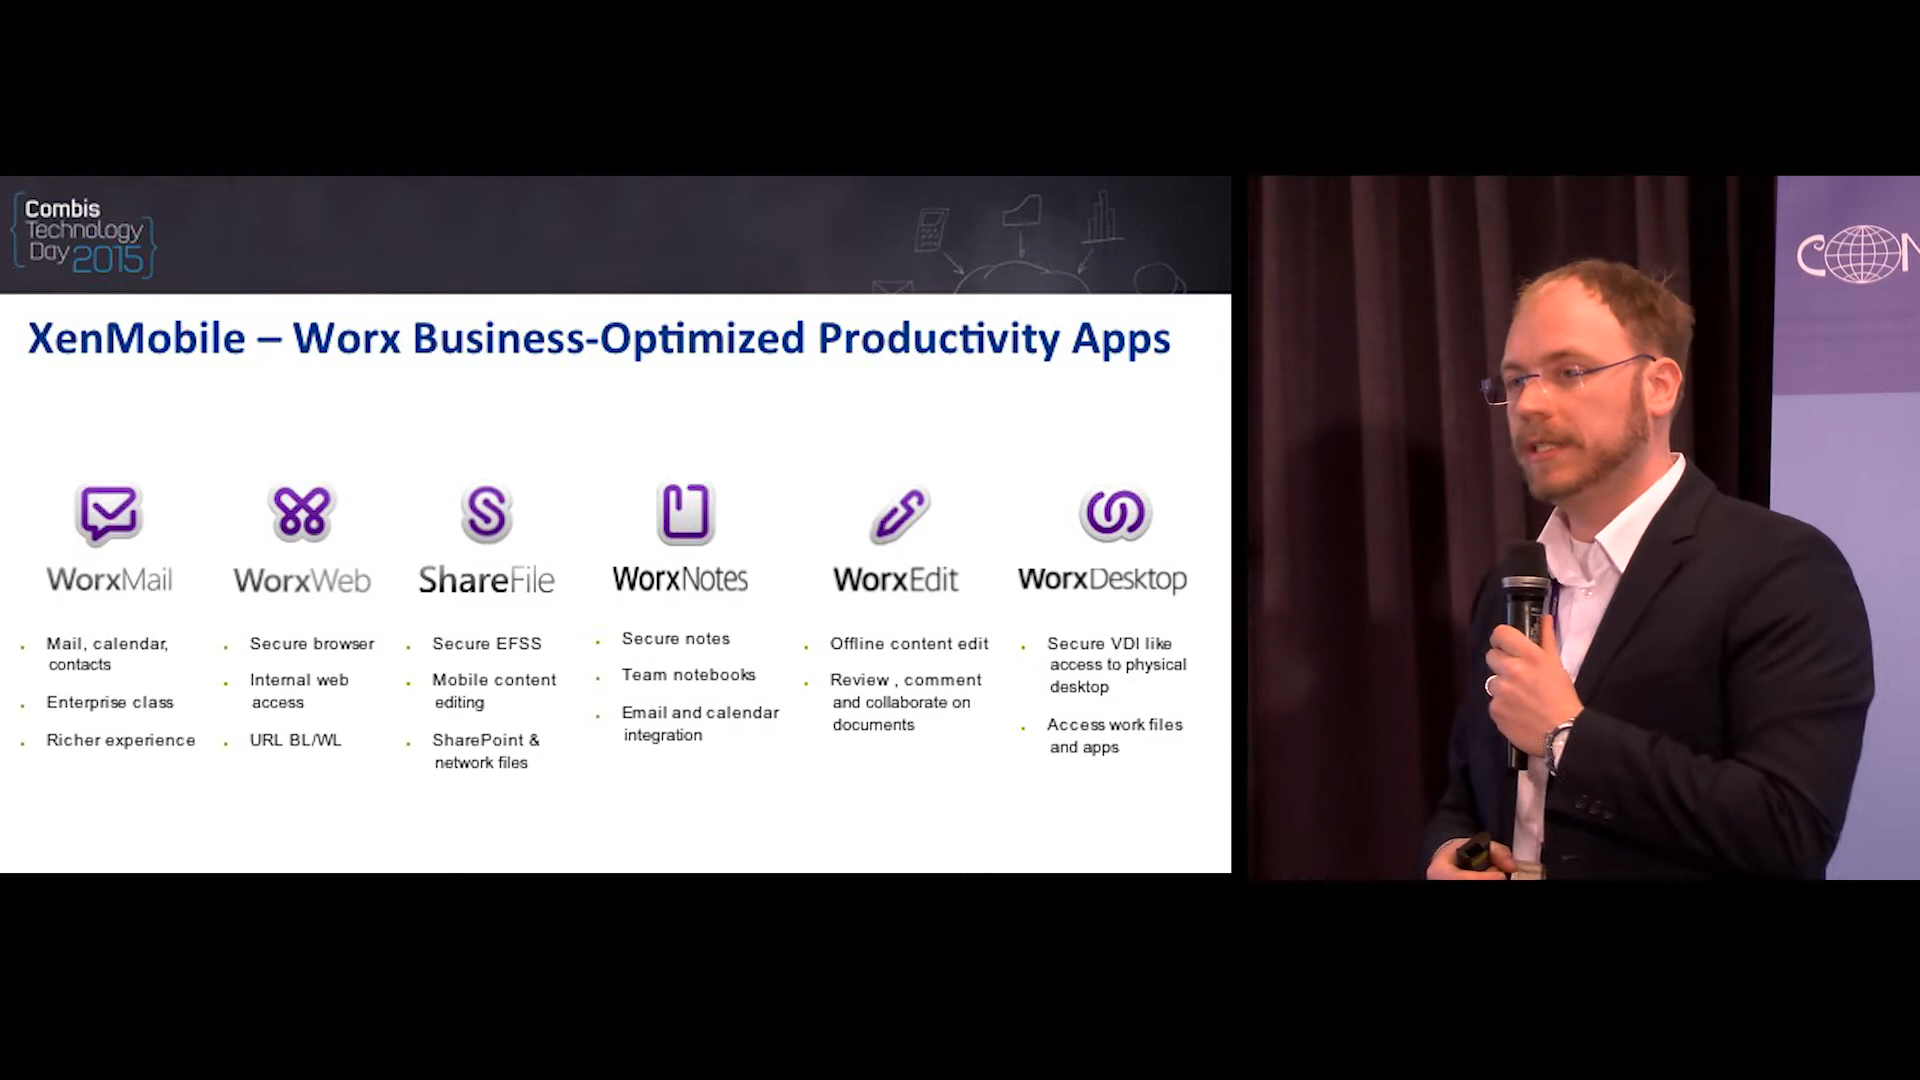 Combis
Technology
Day 2015
XenMobile – Worx Business-Optimized Productivity Apps
WorxMail
Mail, calendar,
contacts
Enterprise class
Richer experience
WorxWeb
Secure browser
Internal web
access
URL BL/WL
ShareFile
Secure EFSS
Mobile content
editing
SharePoint &
network files
WorxNotes
Secure notes
Team notebooks
Email and calendar
integration
WorxEdit
Offline content edit
Review , comment
and collaborate on
documents
WorxDesktop
Secure VDI like
access to physical
desktop
Access work files
and apps